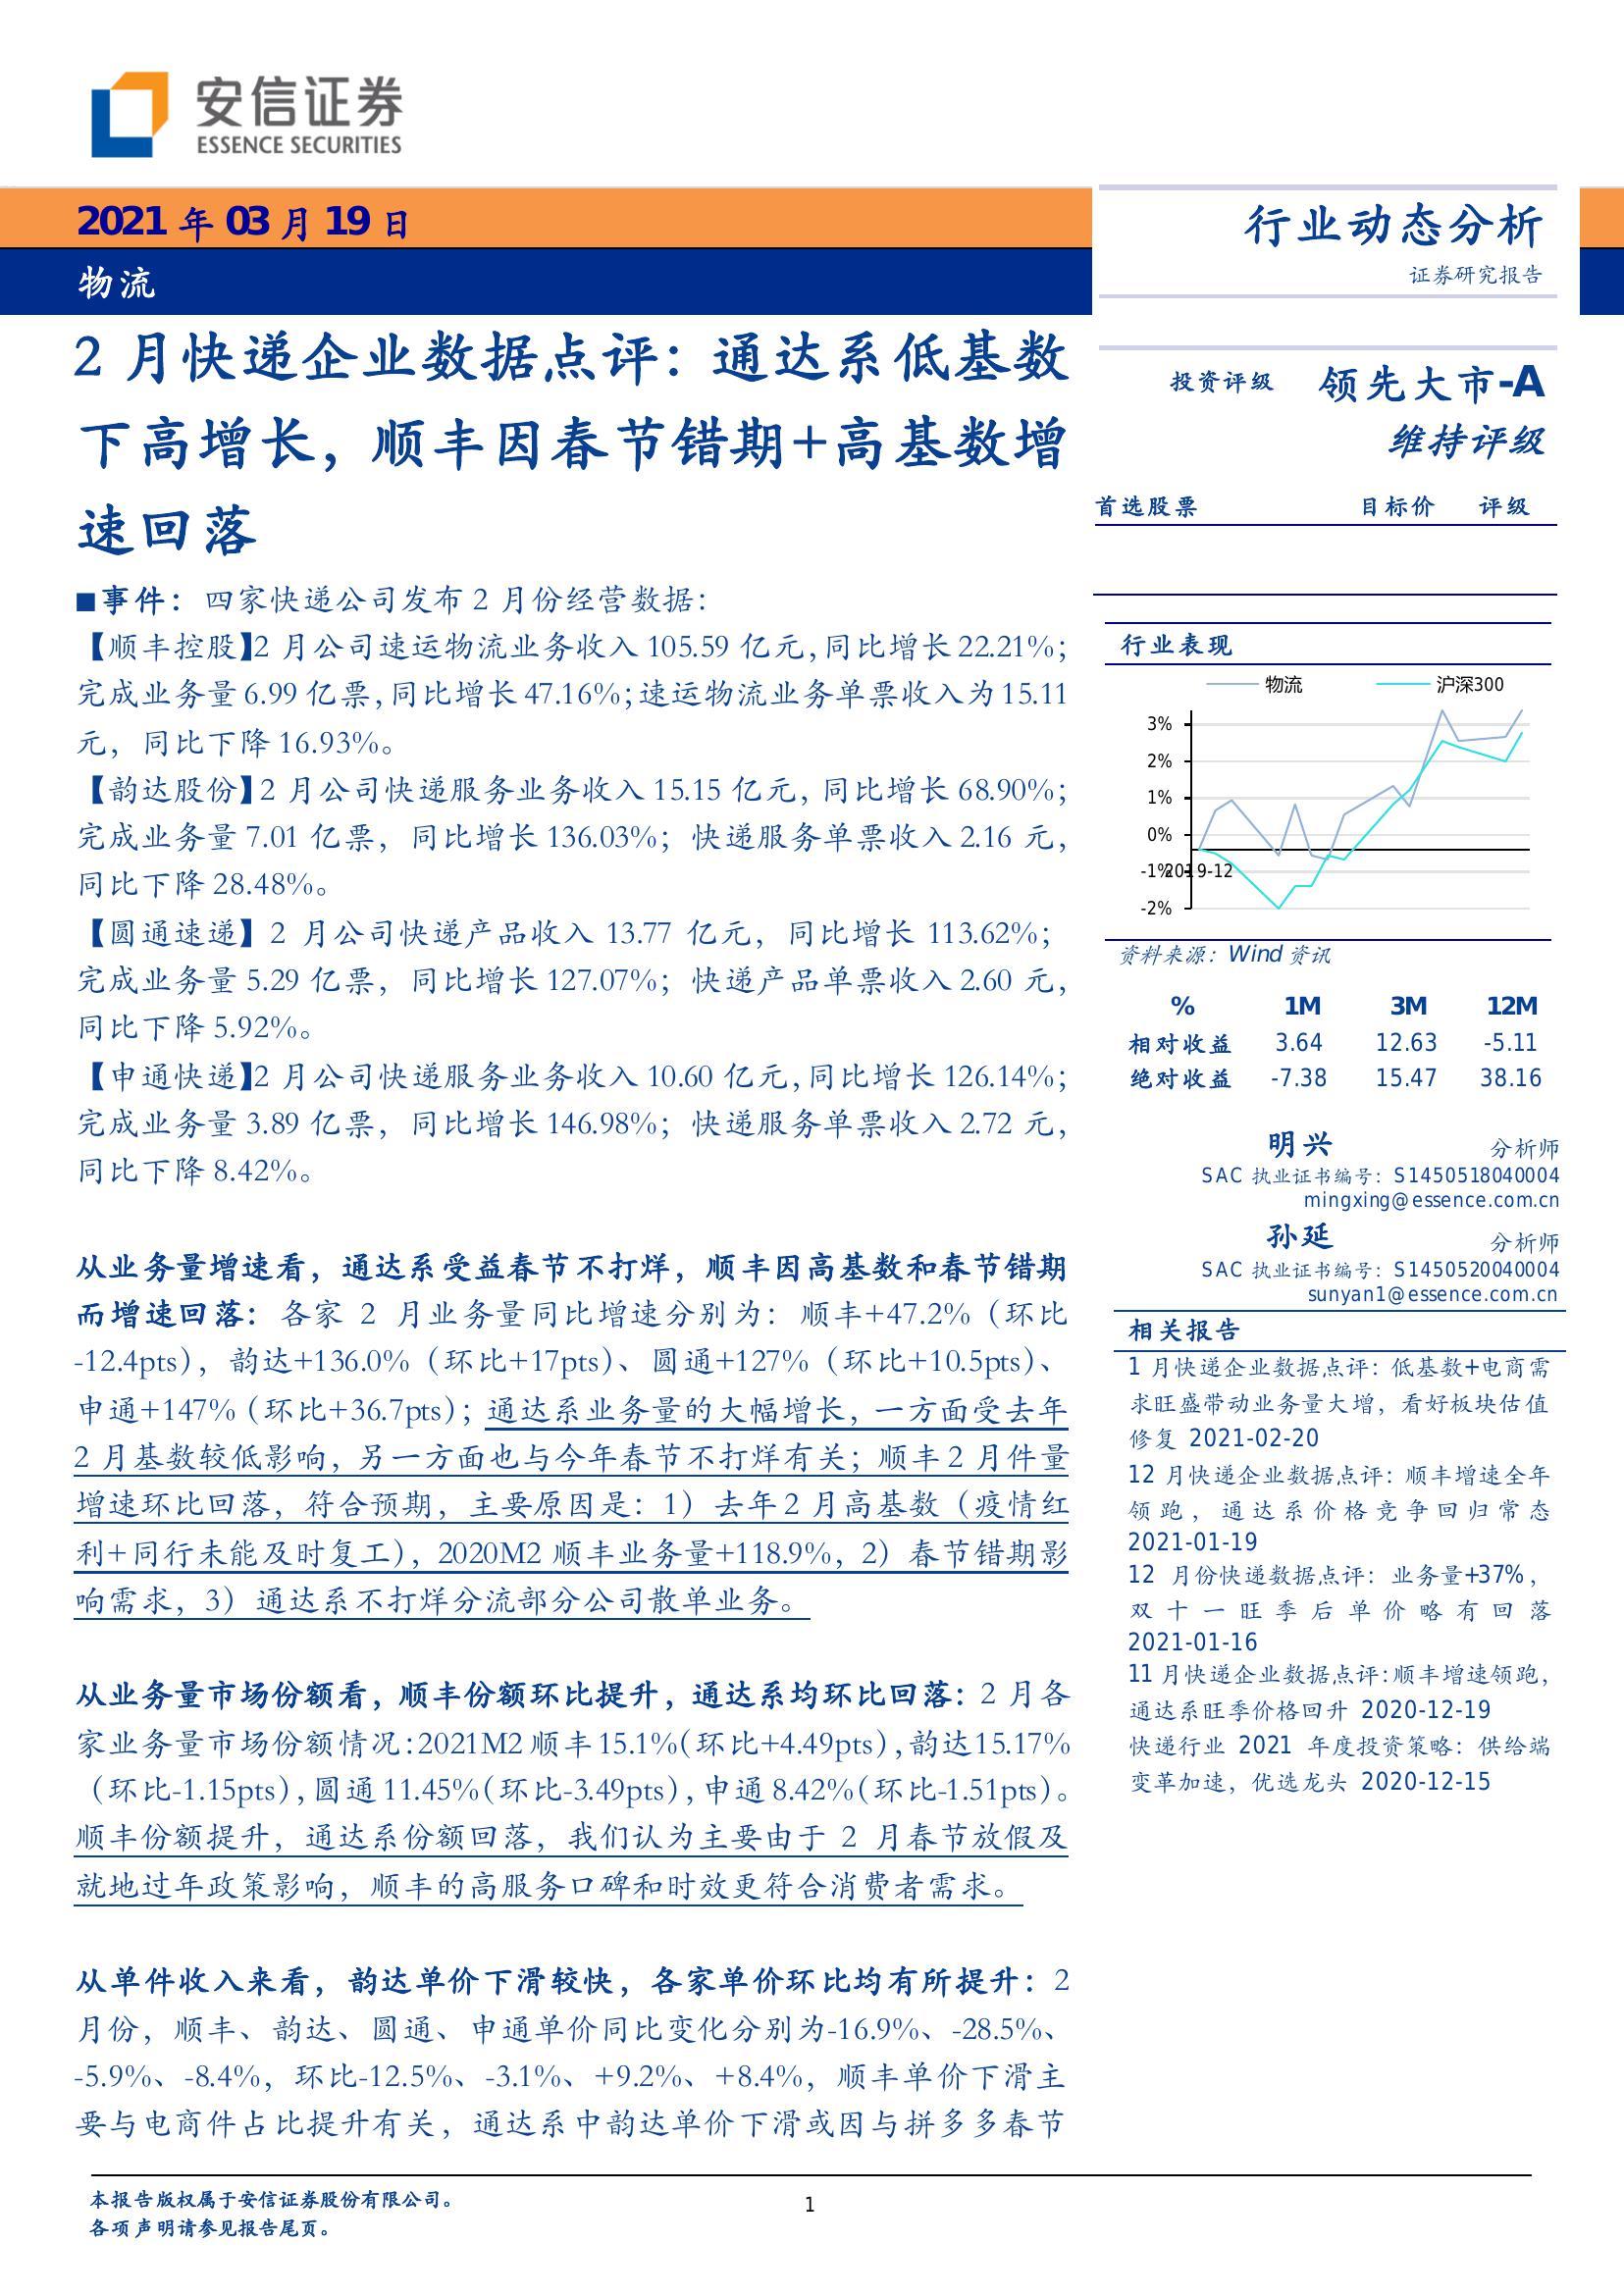 安信证券
ESSENCE SECURITIES
2021 年 03 月 19 日
物流
行业动态分析
证券研究报告
2 月快递企业数据点评：通达系低基数
下高增长，顺丰因春节错期+高基数增
速回落
■事件：四家快递公司发布 2 月份经营数据：
【顺丰控股】2 月公司速运物流业务收入 105.59 亿元，同比增长 22.21%；
完成业务量 6.99 亿票，同比增长 47.16%；速运物流业务单票收入为 15.11
元，同比下降 16.93%。
【韵达股份】2 月公司快递服务业务收入 15.15 亿元，同比增长 68.90%；
完成业务量 7.01 亿票，同比增长 136.03%；快递服务单票收入 2.16 元，
同比下降 28.48%。
【圆通速递】2 月公司快递产品收入 13.77 亿元，同比增长 113.62%；
完成业务量 5.29 亿票，同比增长 127.07%；快递产品单票收入 2.60 元，
同比下降 5.92%。
【申通快递】2 月公司快递服务业务收入 10.60 亿元，同比增长 126.14%；
完成业务量 3.89 亿票，同比增长 146.98%；快递服务单票收入 2.72 元，
同比下降 8.42%。
从业务量增速看，通达系受益春节不打烊，顺丰因高基数和春节错期
而增速回落：各家 2 月业务量同比增速分别为：顺丰+47.2%（环比
-12.4pts），韵达+136.0%（环比+17pts）、圆通+127%（环比+10.5pts）、
申通+147%（环比+36.7pts）；通达系业务量的大幅增长，一方面受去年
2 月基数较低影响，另一方面也与今年春节不打烊有关；顺丰 2 月件量
增速环比回落，符合预期，主要原因是：1）去年 2 月高基数（疫情红
利+同行未能及时复工），2020M2 顺丰业务量+118.9%，2）春节错期影
响需求，3）通达系不打烊分流部分公司散单业务。
从业务量市场份额看，顺丰份额环比提升，通达系均环比回落：2 月各
家业务量市场份额情况：2021M2 顺丰 15.1%（环比+4.49pts），韵达 15.17%
（环比-1.15pts），圆通 11.45%（环比-3.49pts），申通 8.42%（环比-1.51pts）。
顺丰份额提升，通达系份额回落，我们认为主要由于 2 月春节放假及
就地过年政策影响，顺丰的高服务口碑和时效更符合消费者需求。
从单件收入来看，韵达单价下滑较快，各家单价环比均有所提升：2
月份，顺丰、韵达、圆通、申通单价同比变化分别为-16.9%、-28.5%、
-5.9%、-8.4%，环比-12.5%、-3.1%、+9.2%、+8.4%，顺丰单价下滑主
要与电商件占比提升有关，通达系中韵达单价下滑或因与拼多多春节
投资评级 领先大市-A
维持评级
首选股票 目标价 评级
行业表现
物流 沪深300
3%
2%
1%
0%
-1%
2019-12
-2%
资料来源：Wind 资讯
% 1M 3M 12M
相对收益 3.64 12.63 -5.11
绝对收益 -7.38 15.47 38.16
明兴 分析师
SAC 执业证书编号：S1450518040004
mingxing@essence.com.cn
孙延 分析师
SAC 执业证书编号：S1450520040004
sunyan1@essence.com.cn
相关报告
1 月快递企业数据点评：低基数+电商需
求旺盛带动业务量大增，看好板块估值
修复 2021-02-20
12 月快递企业数据点评：顺丰增速全年
领跑，通达系价格竞争回归常态
2021-01-19
12 月份快递数据点评：业务量+37%，
双十一旺季后单价略有回落
2021-01-16
11 月快递企业数据点评：顺丰增速领跑，
通达系旺季价格回升 2020-12-19
快递行业 2021 年度投资策略：供给端
变革加速，优选龙头 2020-12-15
本报告版权属于安信证券股份有限公司。
各项声明请参见报告尾页。
1